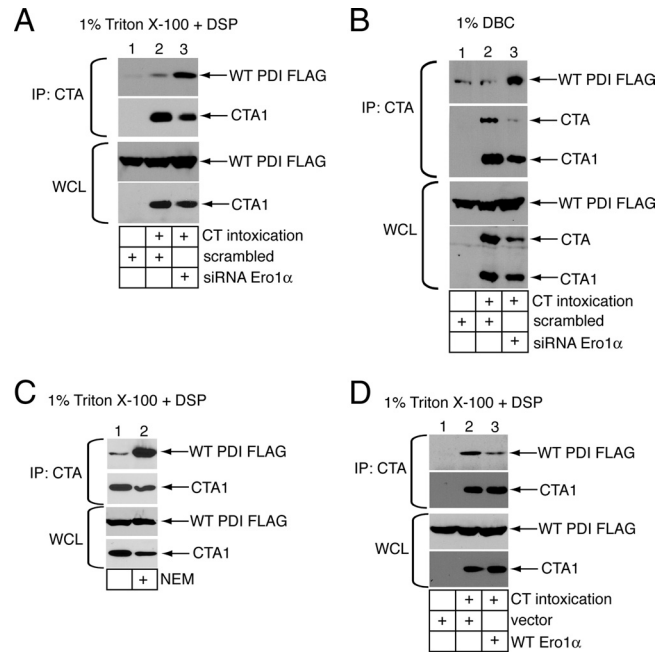 A
1% Triton X-100 + DSP
1 2 3
IP: CTA
WT PDI FLAG
CTA1
WCL
WT PDI FLAG
CTA1
+ + CT intoxication
+ + scrambled
+ siRNA Ero1α
B
1% DBC
1 2 3
IP: CTA
WT PDI FLAG
CTA
CTA1
WCL
WT PDI FLAG
CTA
CTA1
+ + CT intoxication
+ + scrambled
+ siRNA Ero1α
C
1% Triton X-100 + DSP
1 2
IP: CTA
WT PDI FLAG
CTA1
WCL
WT PDI FLAG
CTA1
+ NEM
D
1% Triton X-100 + DSP
1 2 3
IP: CTA
WT PDI FLAG
CTA1
WCL
WT PDI FLAG
CTA1
+ + CT intoxication
+ + vector
+ WT Ero1α